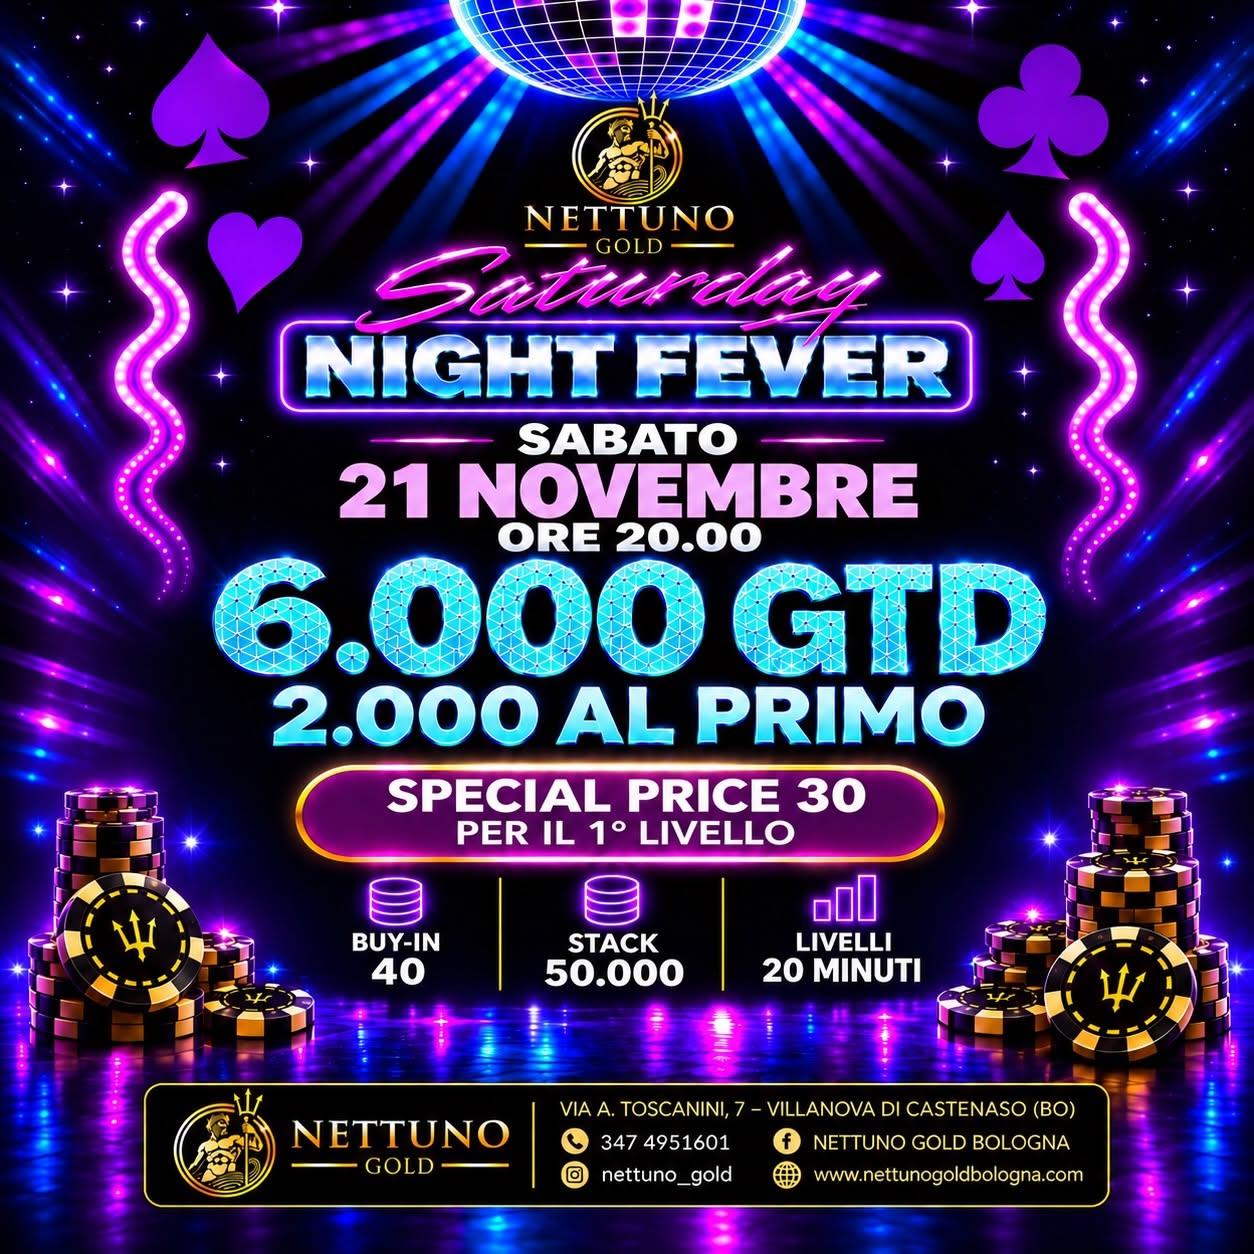 NETTUNO
GOLD
Saturday
NIGHT FEVER
SABATO
21 NOVEMBRE
ORE 20.00
6.000 GTD
2.000 AL PRIMO
SPECIAL PRICE 30
PER IL 1° LIVELLO
BUY-IN
40
STACK
50.000
LIVELLI
20 MINUTI
NETTUNO
GOLD
VIA A. TOSCANINI, 7 – VILLANOVA DI CASTENASO (BO)
347 4951601
NETTUNO GOLD BOLOGNA
nettuno_gold
www.nettunogoldbologna.com